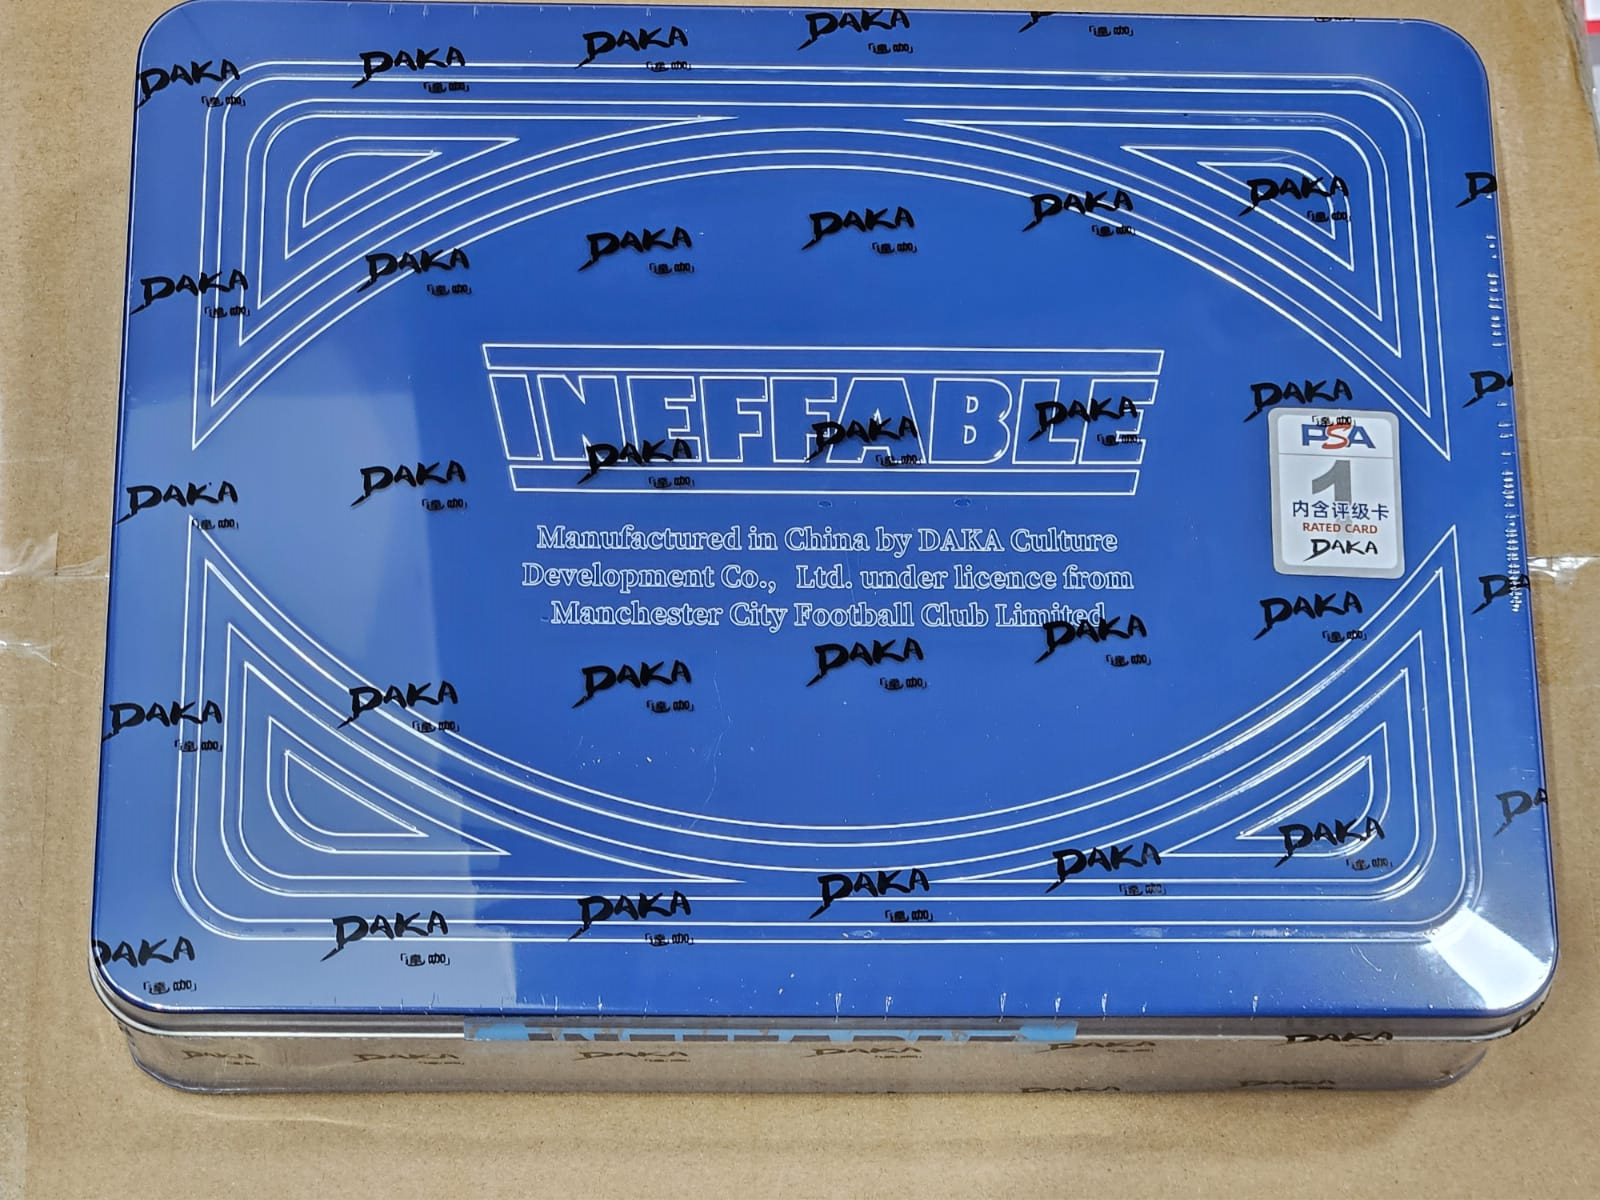 INEFFABLE
Manufactured in China by DAKA Culture
Development Co., Ltd. under licence from
Manchester City Football Club Limited
PSA
1
内含评级卡
RATED CARD
DAKA
DAKA
INEFFABLE